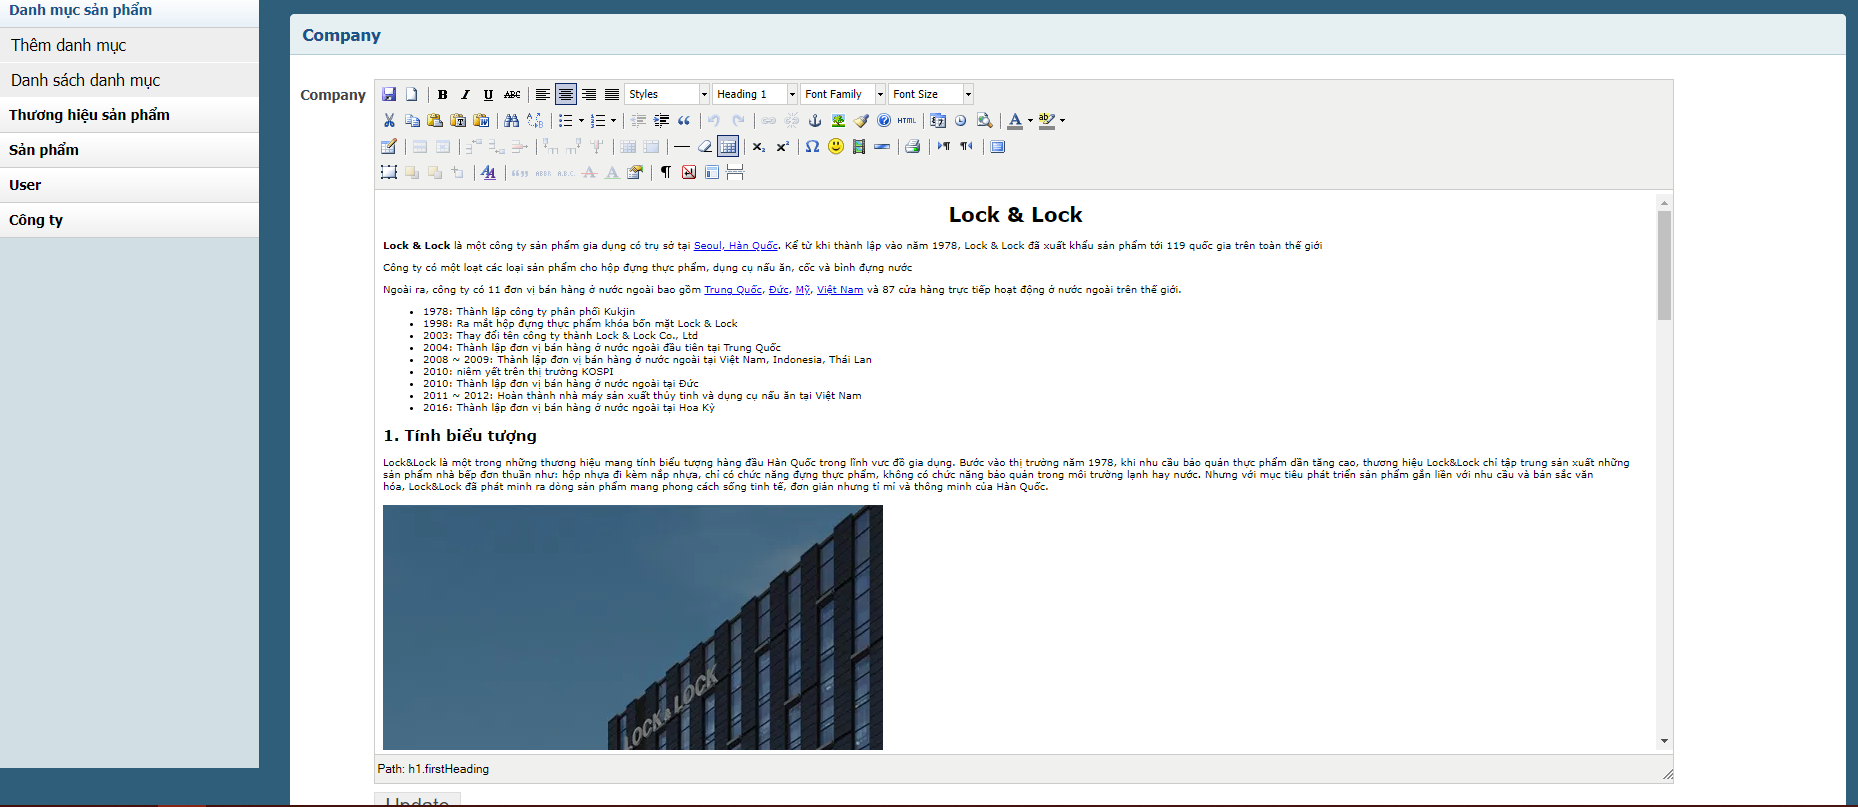 Danh mục sản phẩm
Thêm danh mục
Danh sách danh mục
Thương hiệu sản phẩm
Sản phẩm
User
Công ty
Company
Company
B I U ABC Styles Heading 1 Font Family Font Size
HTML
Lock & Lock
Lock & Lock là một công ty sản phẩm gia dụng có trụ sở tại Seoul, Hàn Quốc. Kể từ khi thành lập vào năm 1978, Lock & Lock đã xuất khẩu sản phẩm tới 119 quốc gia trên toàn thế giới
Công ty có một loạt các loại sản phẩm cho hộp đựng thực phẩm, dụng cụ nấu ăn, cốc và bình đựng nước
Ngoài ra, công ty có 11 đơn vị bán hàng ở nước ngoài bao gồm Trung Quốc, Đức, Mỹ, Việt Nam và 87 cửa hàng trực tiếp hoạt động ở nước ngoài trên thế giới.
• 1978: Thành lập công ty phân phối Kukjin
• 1998: Ra mắt hộp đựng thực phẩm khóa bốn mặt Lock & Lock
• 2003: Thay đổi tên công ty thành Lock & Lock Co., Ltd
• 2004: Thành lập đơn vị bán hàng ở nước ngoài đầu tiên tại Trung Quốc
• 2008 ~ 2009: Thành lập đơn vị bán hàng ở nước ngoài tại Việt Nam, Indonesia, Thái Lan
• 2010: niêm yết trên thị trường KOSPI
• 2010: Thành lập đơn vị bán hàng ở nước ngoài tại Đức
• 2011 ~ 2012: Hoàn thành nhà máy sản xuất thủy tinh và dụng cụ nấu ăn tại Việt Nam
• 2016: Thành lập đơn vị bán hàng ở nước ngoài tại Hoa Kỳ
1. Tính biểu tượng
Lock&Lock là một trong những thương hiệu mang tính biểu tượng hàng đầu Hàn Quốc trong lĩnh vực đồ gia dụng. Bước vào thị trường năm 1978, khi nhu cầu bảo quản thực phẩm dần tăng cao, thương hiệu Lock&Lock chỉ tập trung sản xuất những
sản phẩm nhà bếp đơn thuần như: hộp nhựa đi kèm nắp nhựa, chỉ có chức năng đựng thực phẩm, không có chức năng bảo quản trong môi trường lạnh hay nước. Nhưng với mục tiêu phát triển sản phẩm gắn liền với nhu cầu và bản sắc văn
hóa, Lock&Lock đã phát minh ra dòng sản phẩm mang phong cách sống tinh tế, đơn giản nhưng tỉ mỉ và thông minh của Hàn Quốc.
LOCK & LOCK
Path: h1.firstHeading
Update